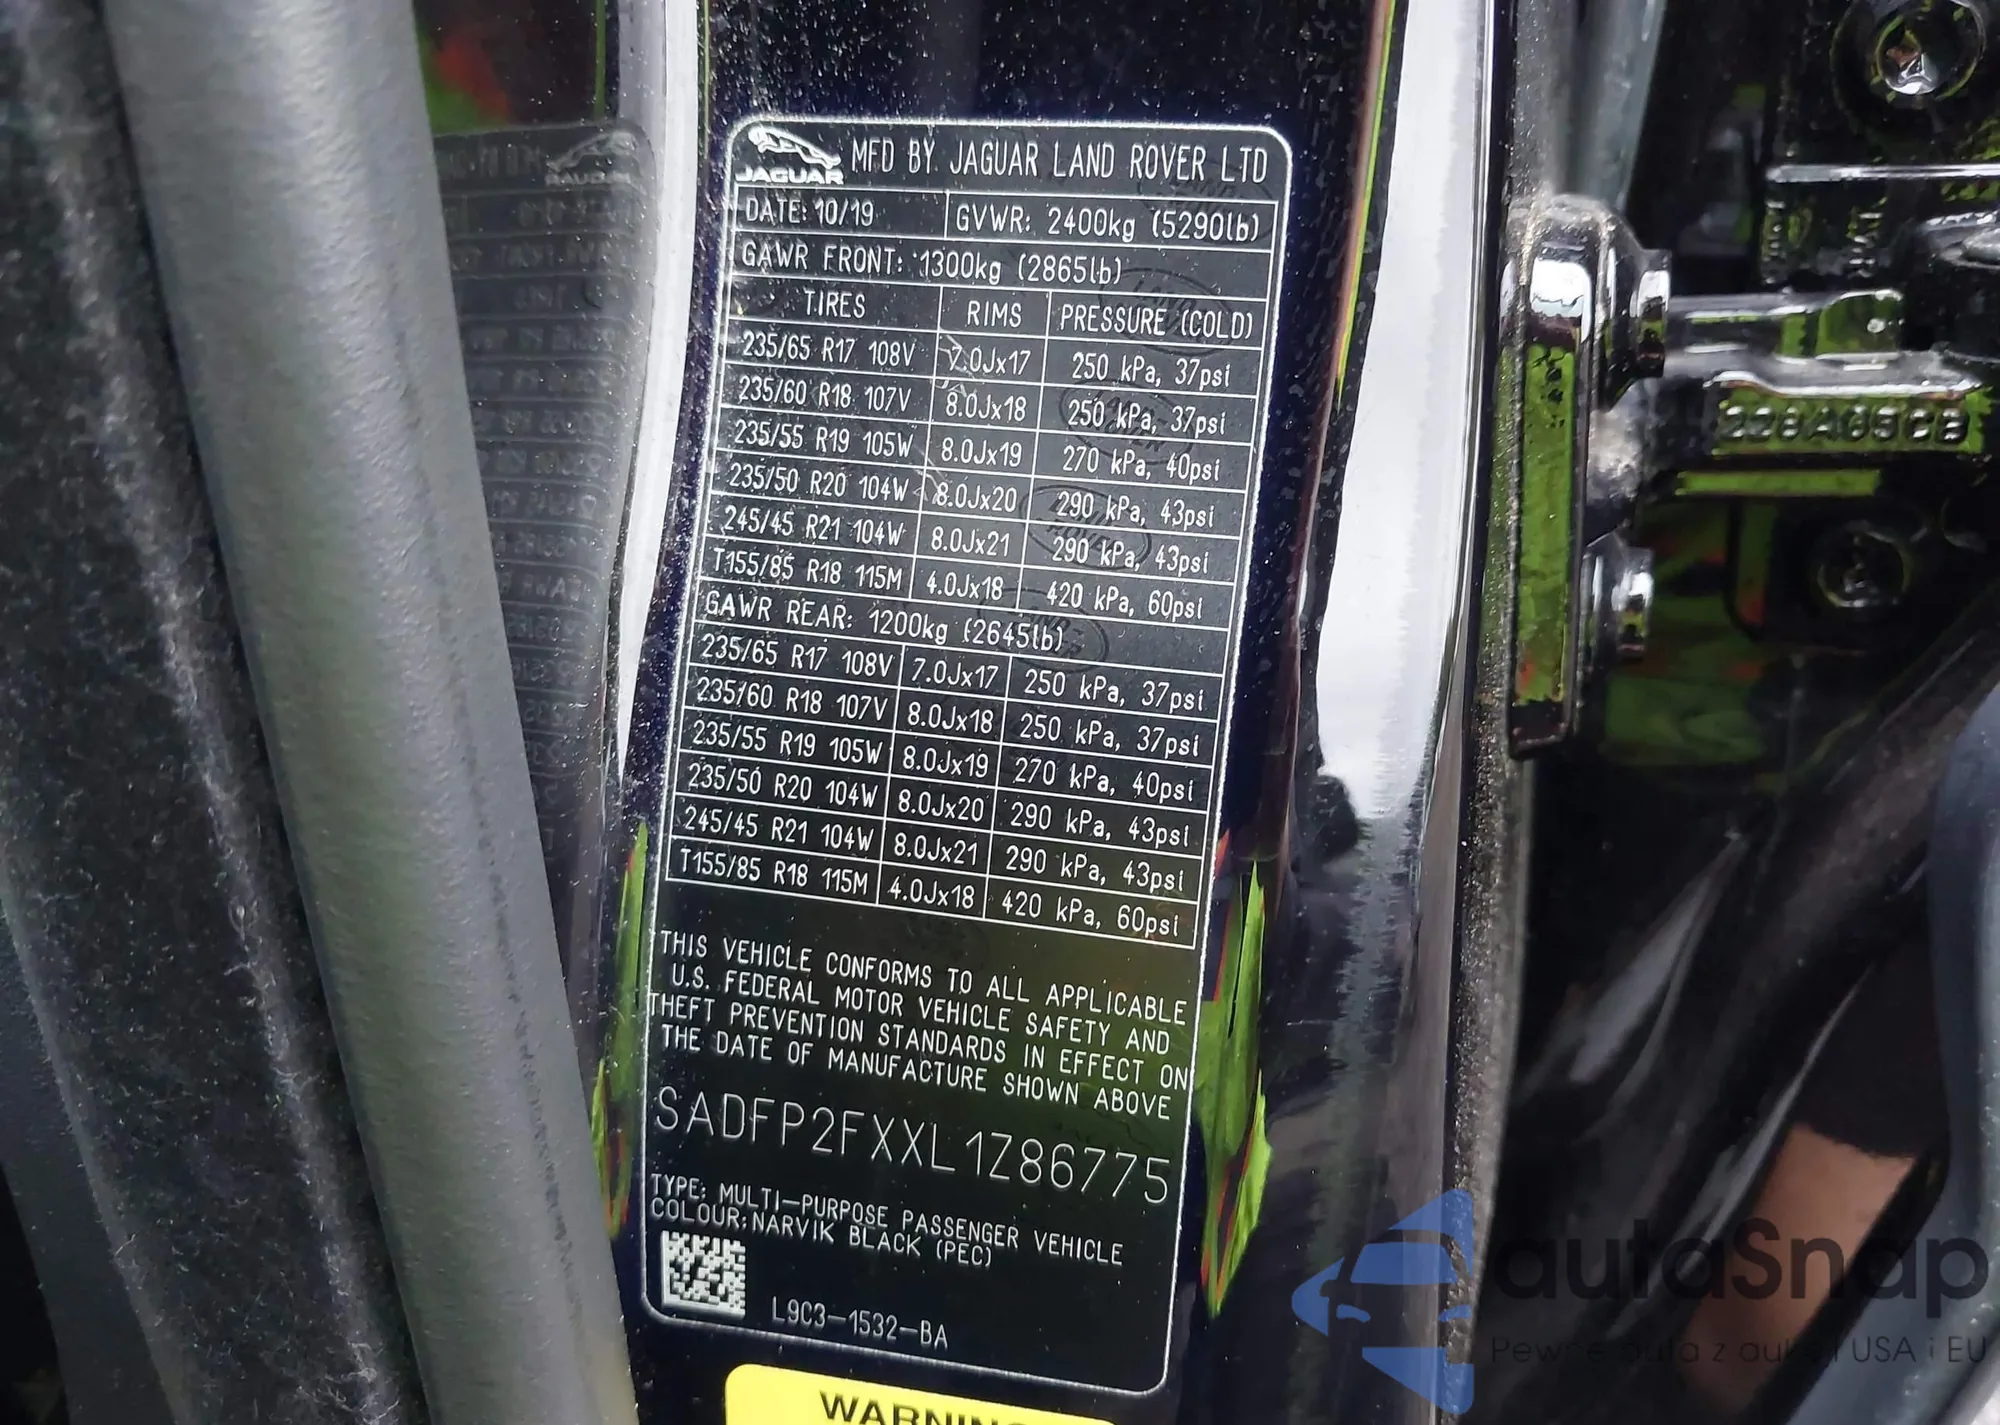 JAGUAR
MFD BY JAGUAR LAND ROVER LTD
DATE: 10/19 GVWR: 2400kg (5290lb)
GAWR FRONT: 1300kg (2865lb)
TIRES RIMS PRESSURE (COLD)
235/65 R17 108V 7.0Jx17 250 kPa, 37psi
235/60 R18 107V 8.0Jx18 250 kPa, 37psi
235/55 R19 105W 8.0Jx19 270 kPa, 40psi
235/50 R20 104W 8.0Jx20 290 kPa, 43psi
245/45 R21 104W 8.0Jx21 290 kPa, 43psi
T155/85 R18 115M 4.0Jx18 420 kPa, 60psi
GAWR REAR: 1200kg (2645lb)
235/65 R17 108V 7.0Jx17 250 kPa, 37psi
235/60 R18 107V 8.0Jx18 250 kPa, 37psi
235/55 R19 105W 8.0Jx19 270 kPa, 40psi
235/50 R20 104W 8.0Jx20 290 kPa, 43psi
245/45 R21 104W 8.0Jx21 290 kPa, 43psi
T155/85 R18 115M 4.0Jx18 420 kPa, 60psi
THIS VEHICLE CONFORMS TO ALL APPLICABLE
U.S. FEDERAL MOTOR VEHICLE SAFETY AND
THEFT PREVENTION STANDARDS IN EFFECT ON
THE DATE OF MANUFACTURE SHOWN ABOVE
SADFP2FXXL1Z86775
TYPE: MULTI-PURPOSE PASSENGER VEHICLE
COLOUR:NARVIK BLACK (PEC)
L9C3-1532-BA
WARNING
autaSnap
Pewne auta z aukcji USA i EU